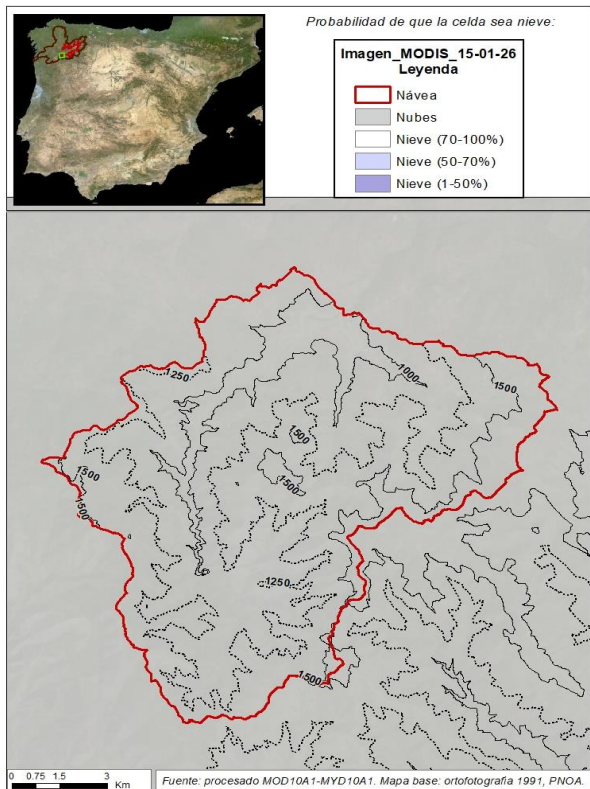 Probabilidad de que la celda sea nieve:
Imagen_MODIS_15-01-26
Leyenda
Návea
Nubes
Nieve (70-100%)
Nieve (50-70%)
Nieve (1-50%)
1250
1000
1500
1500
1500
1500
1500
1250
1500
0 0.75 1.5 3
Km
Fuente: procesado MOD10A1-MYD10A1. Mapa base: ortofotografía 1991, PNOA.